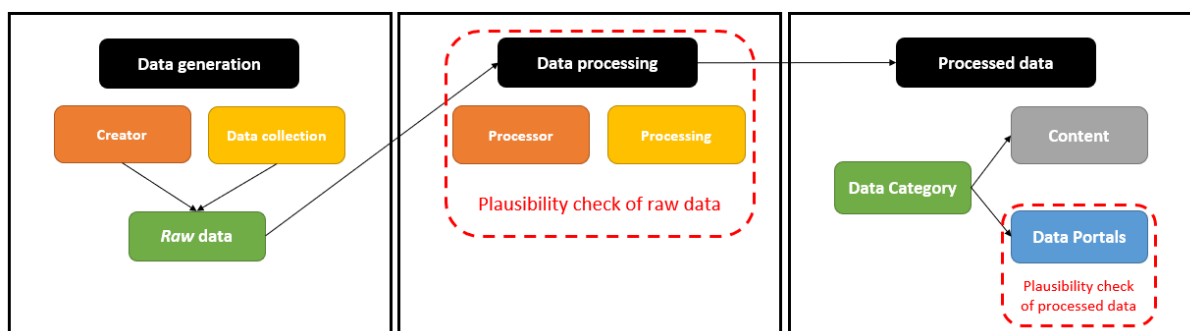 Data generation
Creator
Data collection
Raw data
Data processing
Processor
Processing
Plausibility check of raw data
Processed data
Content
Data Category
Data Portals
Plausibility check
of processed data